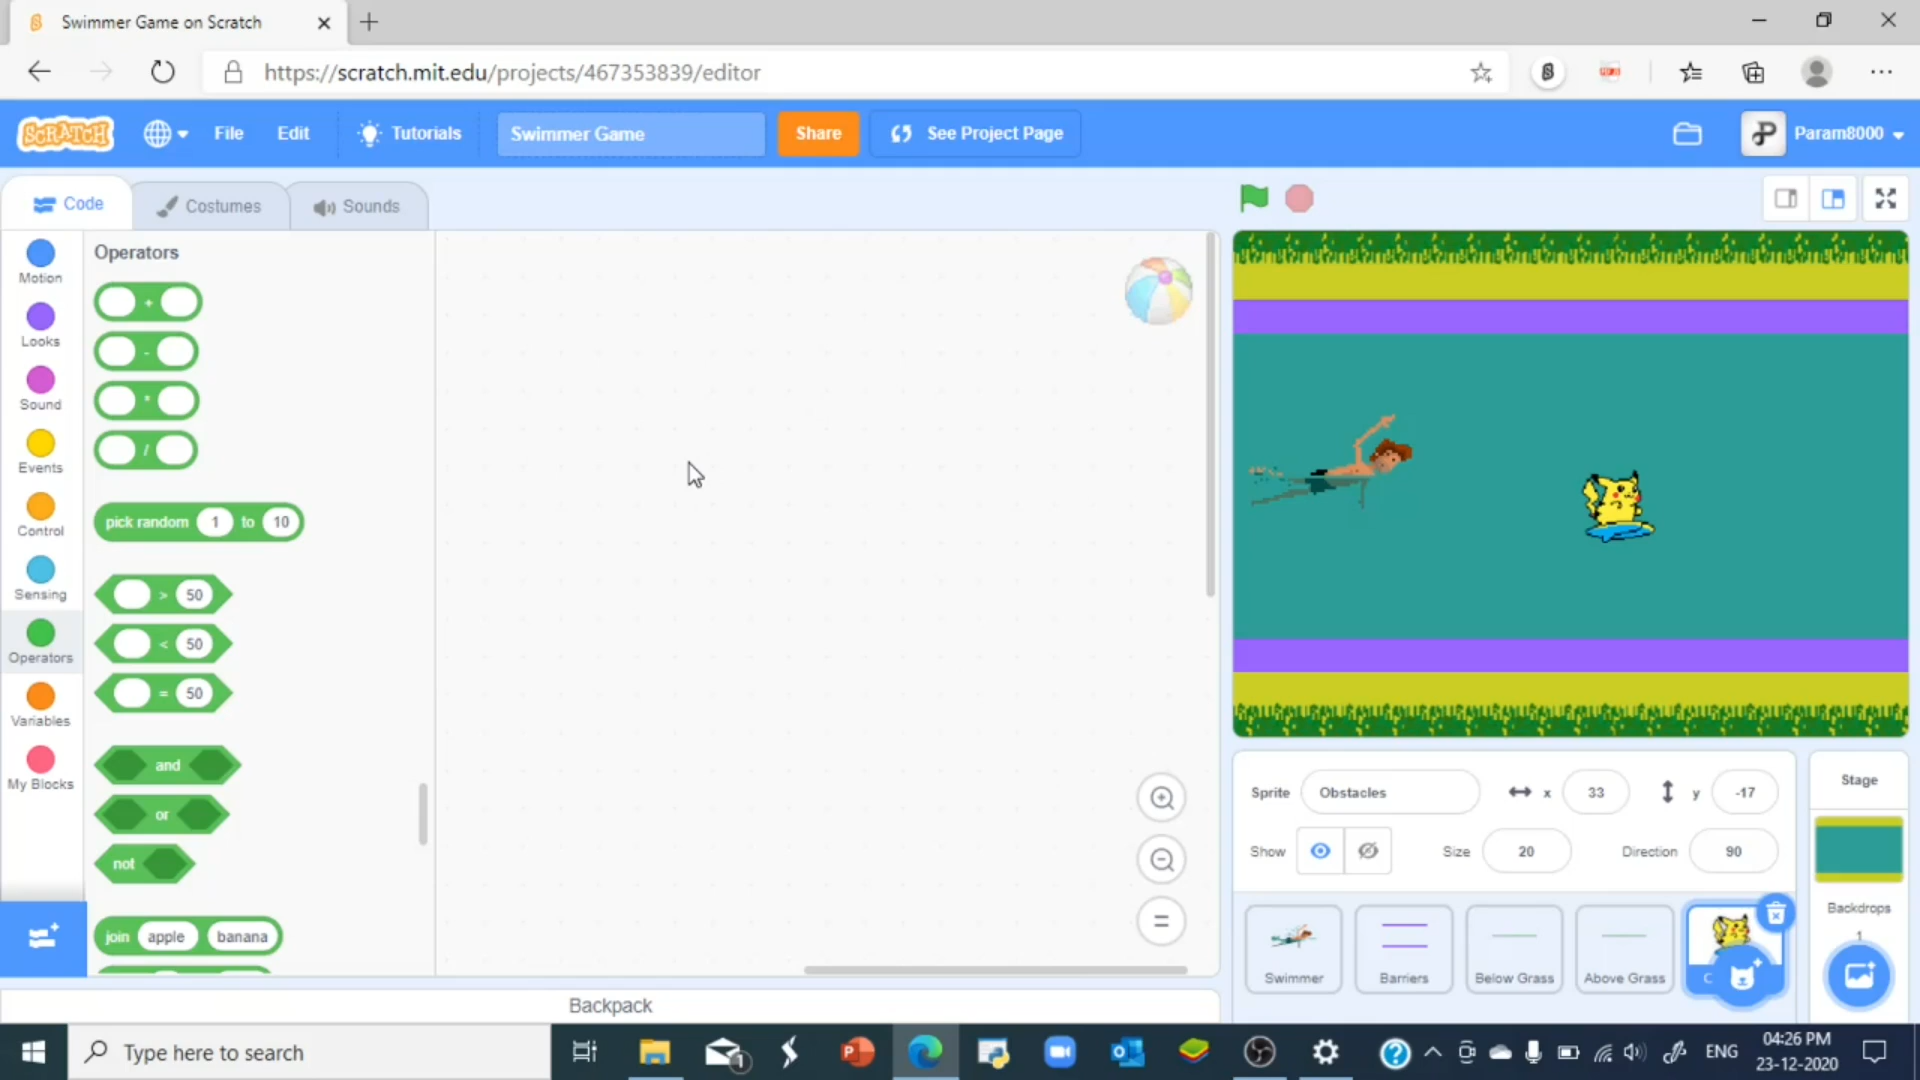 Swimmer Game on Scratch
https://scratch.mit.edu/projects/467353839/editor
SCRATCH
File
Edit
Tutorials
Swimmer Game
Share
See Project Page
Param8000
Code
Costumes
Sounds
Motion
Looks
Sound
Events
Control
Sensing
Operators
Variables
My Blocks
Operators
+
-
*
/
pick random 1 to 10
> 50
< 50
= 50
and
or
not
join apple banana
Backpack
Sprite Obstacles x 33 y -17
Show Size 20 Direction 90
Swimmer
Barriers
Below Grass
Above Grass
Stage
Backdrops
1
Type here to search
1
ENG
04:26 PM
23-12-2020